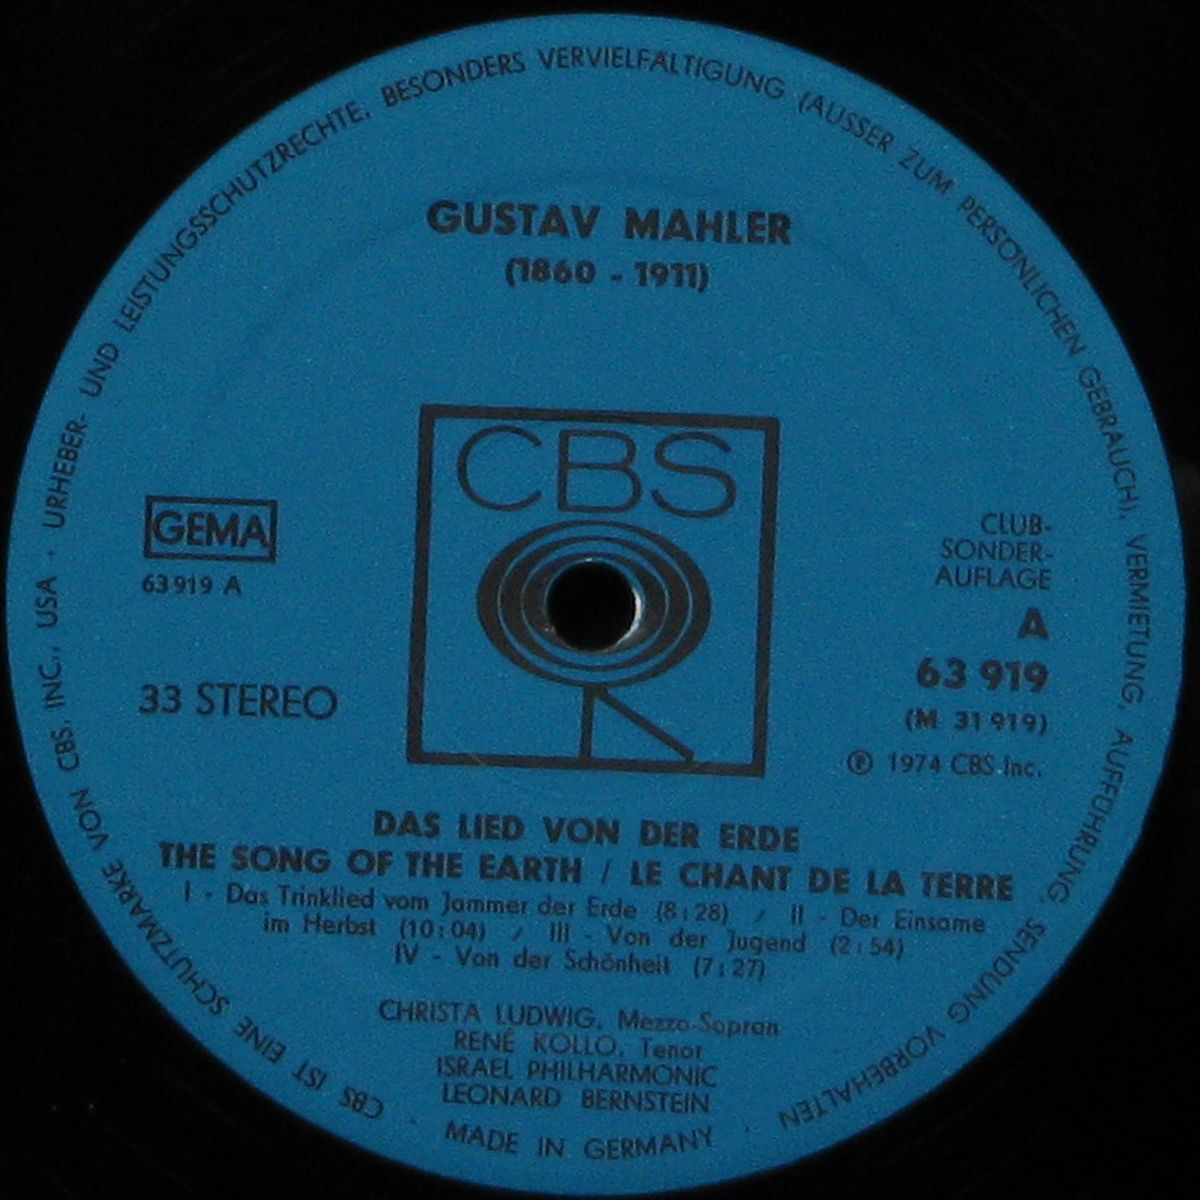 CBS IST EINE SCHUTZMARKE VON CBS. INC., USA · URHEBER- UND LEISTUNGSSCHUTZRECHTE, BESONDERS VERVIELFÄLTIGUNG (AUSSER ZUM PERSÖNLICHEN GEBRAUCH), VERMIETUNG, AUFFÜHRUNG, SENDUNG VORBEHALTEN ·
GUSTAV MAHLER
(1860 - 1911)
CBS
GEMA
63 919 A
33 STEREO
CLUB-
SONDER-
AUFLAGE
A
63 919
(M 31 919)
℗ 1974 CBS Inc.
DAS LIED VON DER ERDE
THE SONG OF THE EARTH / LE CHANT DE LA TERRE
I - Das Trinklied vom Jammer der Erde (8:28) / II - Der Einsame
im Herbst (10:04) / III - Von der Jugend (2:54)
IV - Von der Schönheit (7:27)
CHRISTA LUDWIG, Mezzo-Sopran
RENÉ KOLLO, Tenor
ISRAEL PHILHARMONIC
LEONARD BERNSTEIN
· MADE IN GERMANY ·